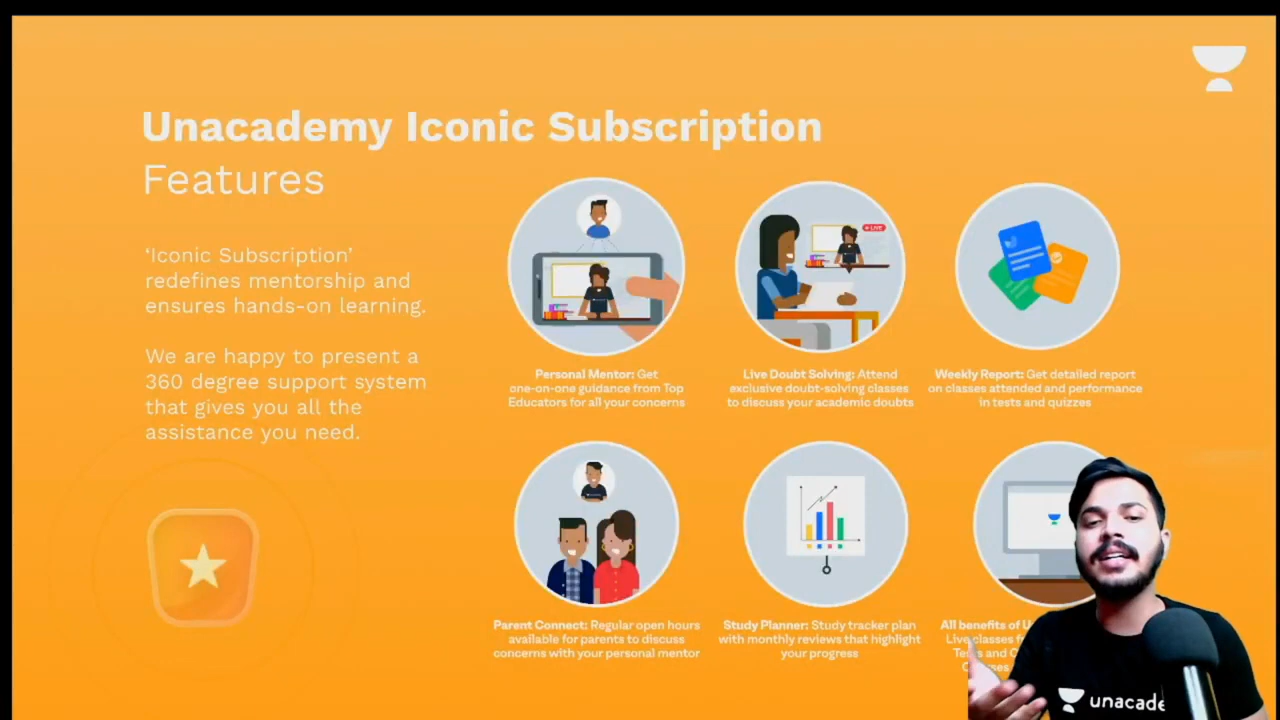 Unacademy Iconic Subscription
Features
‘Iconic Subscription’
redefines mentorship and
ensures hands-on learning.
We are happy to present a
360 degree support system
that gives you all the
assistance you need.
LIVE
Personal Mentor: Get
one-on-one guidance from Top
Educators for all your concerns
Live Doubt Solving: Attend
exclusive doubt-solving classes
to discuss your academic doubts
Weekly Report: Get detailed report
on classes attended and performance
in tests and quizzes
Parent Connect: Regular open hours
available for parents to discuss
concerns with your personal mentor
Study Planner: Study tracker plan
with monthly reviews that highlight
your progress
All benefits of
Live classes
and
unacade